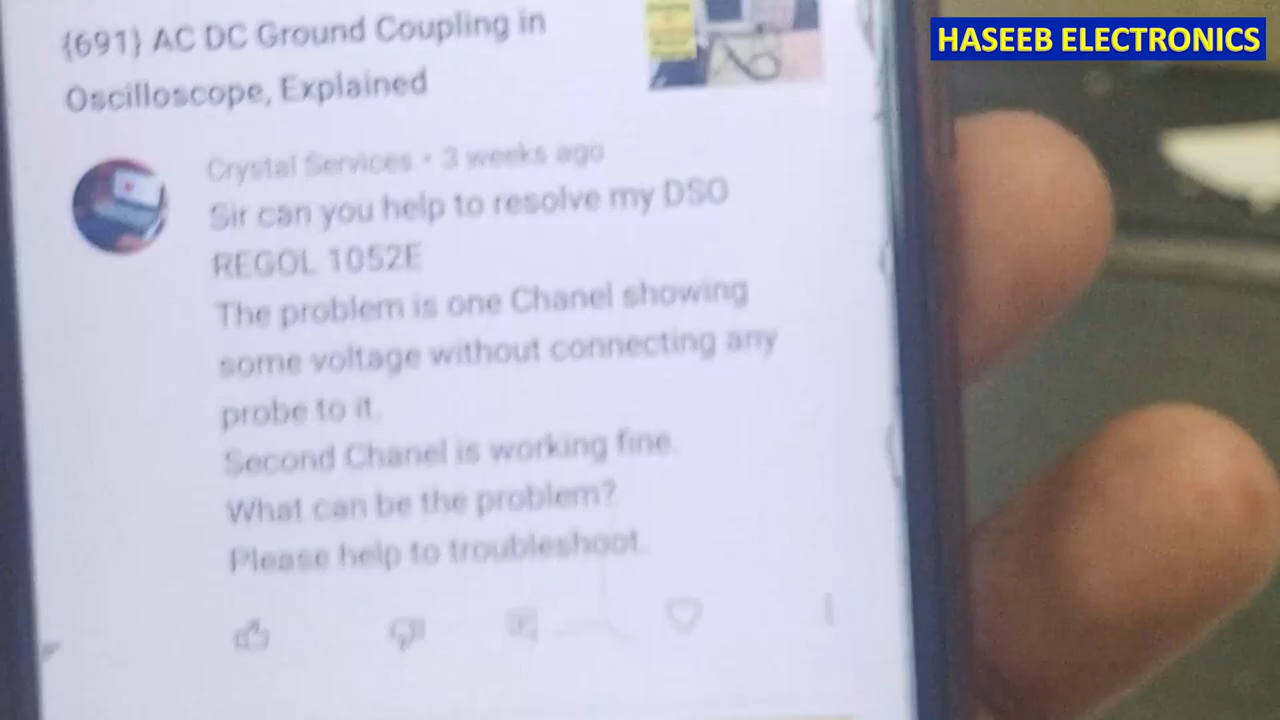 HASEEB ELECTRONICS
{691} AC DC Ground Coupling in
Oscilloscope, Explained
Crystal Services · 3 weeks ago
Sir can you help to resolve my DSO
REGOL 1052E
The problem is one Chanel showing
some voltage without connecting any
probe to it.
Second Chanel is working fine.
What can be the problem?
Please help to troubleshoot.